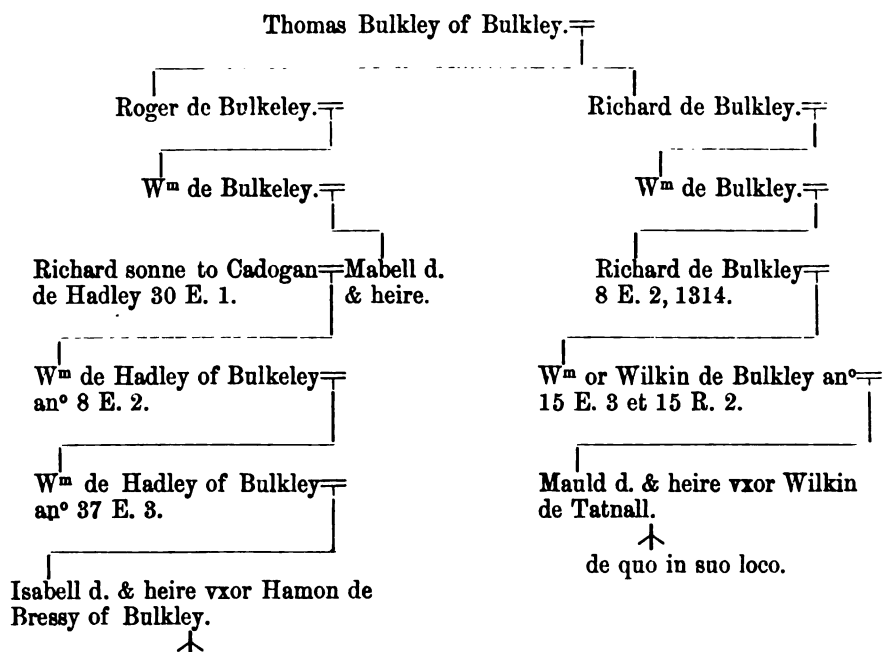 Thomas Bulkley of Bulkley.
Roger de Bulkeley.
Richard de Bulkley.
Wᵐ de Bulkeley.
Wᵐ de Bulkley.
Richard sonne to Cadogan
de Hadley 30 E. 1.
Mabell d.
& heire.
Richard de Bulkley
8 E. 2, 1314.
Wᵐ de Hadley of Bulkeley
anᵒ 8 E. 2.
Wᵐ or Wilkin de Bulkley anᵒ
15 E. 3 et 15 R. 2.
Wᵐ de Hadley of Bulkley
anᵒ 37 E. 3.
Mauld d. & heire vxor Wilkin
de Tatnall.
de quo in suo loco.
Isabell d. & heire vxor Hamon de
Bressy of Bulkley.